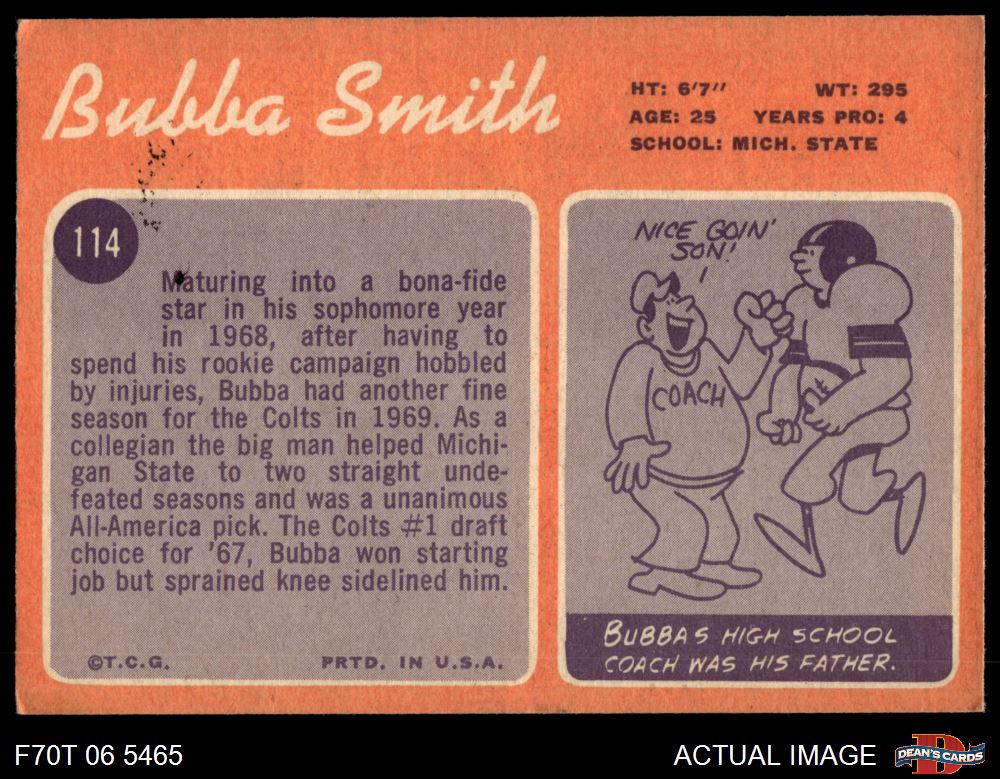 Bubba Smith
HT: 6'7" WT: 295
AGE: 25 YEARS PRO: 4
SCHOOL: MICH. STATE
114
Maturing into a bona-fide
star in his sophomore year
in 1968, after having to
spend his rookie campaign hobbled
by injuries, Bubba had another fine
season for the Colts in 1969. As a
collegian the big man helped Michi-
gan State to two straight unde-
feated seasons and was a unanimous
All-America pick. The Colts #1 draft
choice for '67, Bubba won starting
job but sprained knee sidelined him.
©T.C.G. PRTD. IN U.S.A.
NICE GOIN'
SON!
COACH
BUBBAS HIGH SCHOOL
COACH WAS HIS FATHER.
F70T 06 5465
ACTUAL IMAGE
D
DEAN'S CARDS